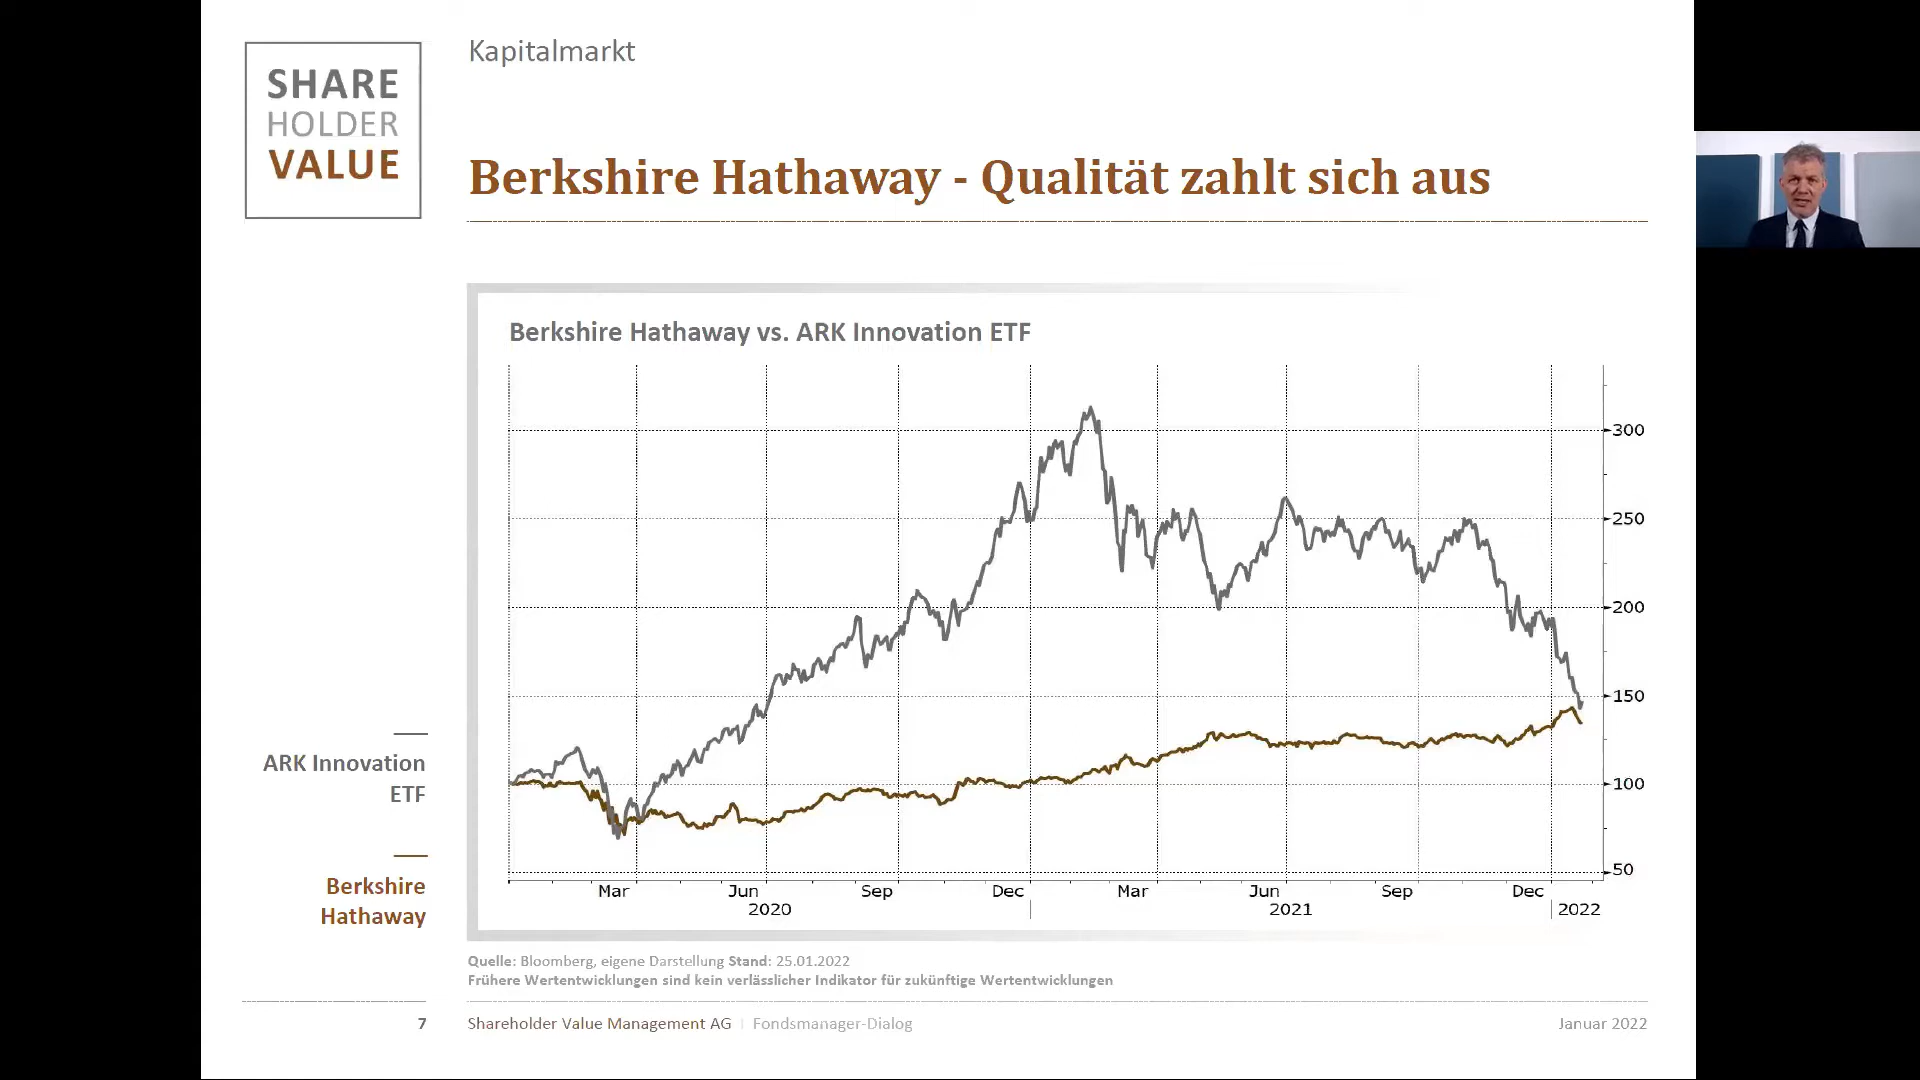 SHARE
HOLDER
VALUE
Kapitalmarkt
Berkshire Hathaway - Qualität zahlt sich aus
Berkshire Hathaway vs. ARK Innovation ETF
300
250
200
150
100
50
Mar Jun Sep Dec Mar Jun Sep Dec
2020 2021 2022
ARK Innovation
ETF
Berkshire
Hathaway
Quelle: Bloomberg, eigene Darstellung Stand: 25.01.2022
Frühere Wertentwicklungen sind kein verlässlicher Indikator für zukünftige Wertentwicklungen
7 Shareholder Value Management AG | Fondsmanager-Dialog Januar 2022